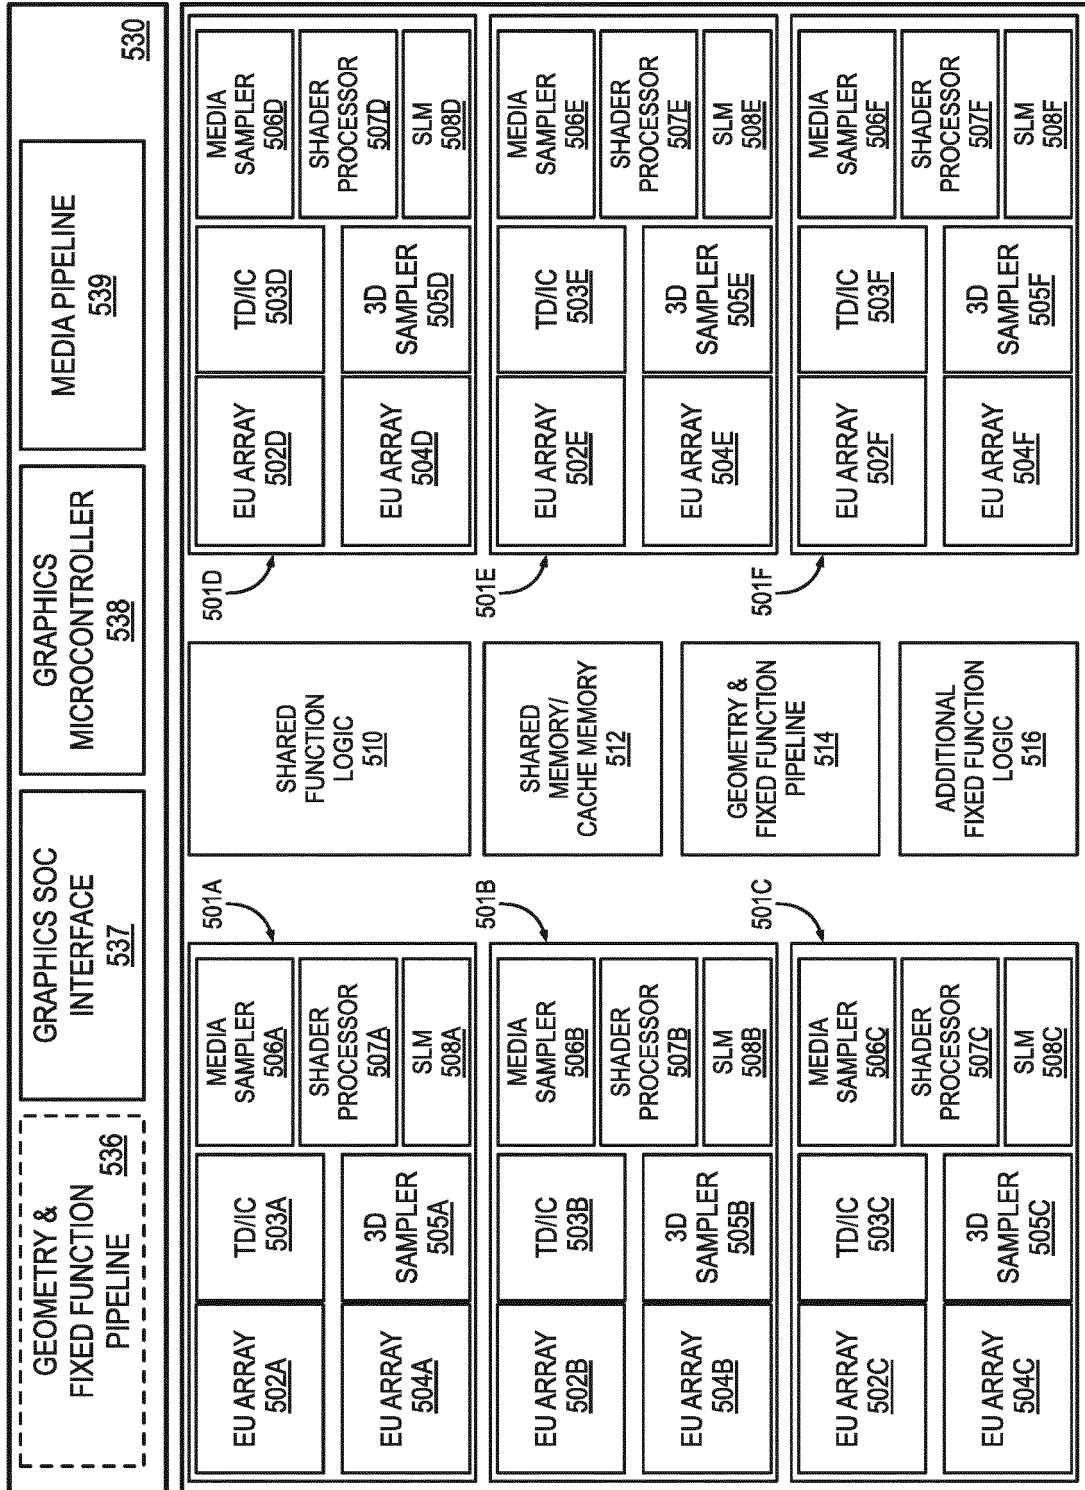 GEOMETRY &
FIXED FUNCTION
PIPELINE
536
GRAPHICS SOC
INTERFACE
537
GRAPHICS
MICROCONTROLLER
538
MEDIA PIPELINE
539
530
EU ARRAY
502A
TD/IC
503A
MEDIA
SAMPLER
506A
SHADER
PROCESSOR
507A
EU ARRAY
504A
3D
SAMPLER
505A
SLM
508A
501A
SHARED
FUNCTION
LOGIC
510
501D
EU ARRAY
502D
TD/IC
503D
MEDIA
SAMPLER
506D
SHADER
PROCESSOR
507D
EU ARRAY
504D
3D
SAMPLER
505D
SLM
508D
EU ARRAY
502B
TD/IC
503B
MEDIA
SAMPLER
506B
SHADER
PROCESSOR
507B
EU ARRAY
504B
3D
SAMPLER
505B
SLM
508B
501B
SHARED
MEMORY/
CACHE MEMORY
512
501E
EU ARRAY
502E
TD/IC
503E
MEDIA
SAMPLER
506E
SHADER
PROCESSOR
507E
EU ARRAY
504E
3D
SAMPLER
505E
SLM
508E
GEOMETRY &
FIXED FUNCTION
PIPELINE
514
EU ARRAY
502C
TD/IC
503C
MEDIA
SAMPLER
506C
SHADER
PROCESSOR
507C
EU ARRAY
504C
3D
SAMPLER
505C
SLM
508C
501C
ADDITIONAL
FIXED FUNCTION
LOGIC
516
501F
EU ARRAY
502F
TD/IC
503F
MEDIA
SAMPLER
506F
SHADER
PROCESSOR
507F
EU ARRAY
504F
3D
SAMPLER
505F
SLM
508F